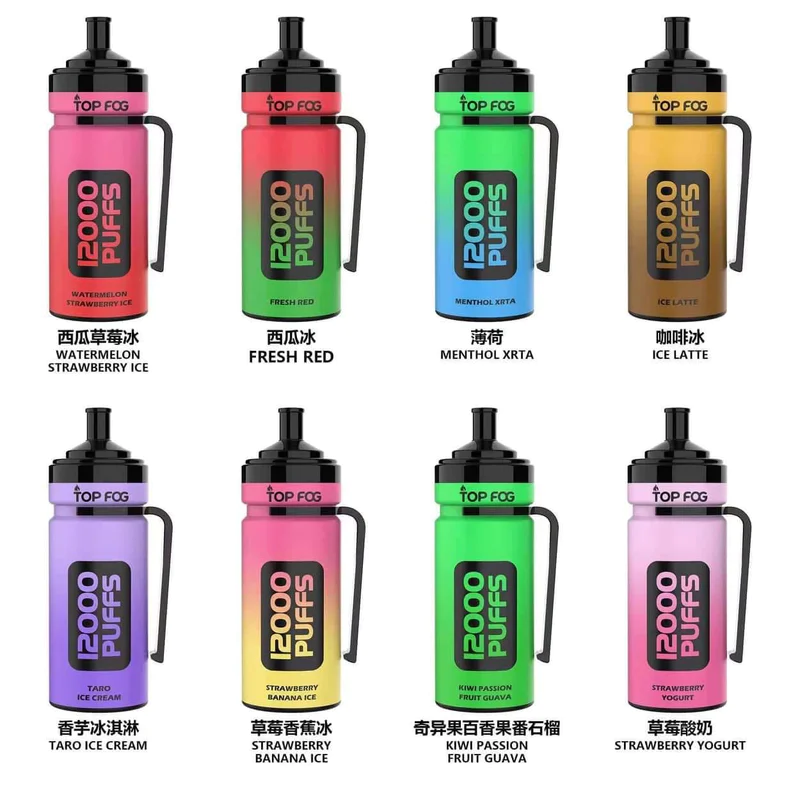 TOP FOG
12000
PUFFS
WATERMELON
STRAWBERRY ICE
西瓜草莓冰
WATERMELON
STRAWBERRY ICE
TOP FOG
12000
PUFFS
FRESH RED
西瓜冰
FRESH RED
TOP FOG
12000
PUFFS
MENTHOL XRTA
薄荷
MENTHOL XRTA
TOP FOG
12000
PUFFS
ICE LATTE
咖啡冰
ICE LATTE
TOP FOG
12000
PUFFS
TARO
ICE CREAM
香芋冰淇淋
TARO ICE CREAM
TOP FOG
12000
PUFFS
STRAWBERRY
BANANA ICE
草莓香蕉冰
STRAWBERRY
BANANA ICE
TOP FOG
12000
PUFFS
KIWI PASSION
FRUIT GUAVA
奇异果百香果番石榴
KIWI PASSION
FRUIT GUAVA
TOP FOG
12000
PUFFS
STRAWBERRY
YOGURT
草莓酸奶
STRAWBERRY YOGURT